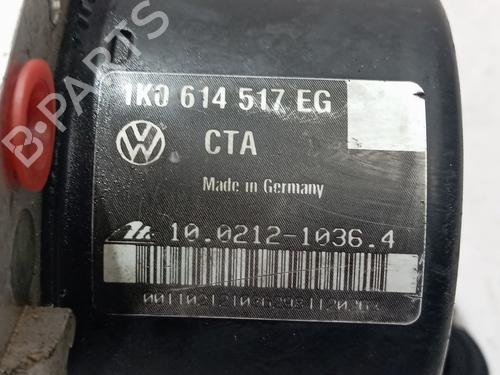 1K0 614 517 EG
CTA
Made in Germany
10.0212-1036.4
B-PARTS